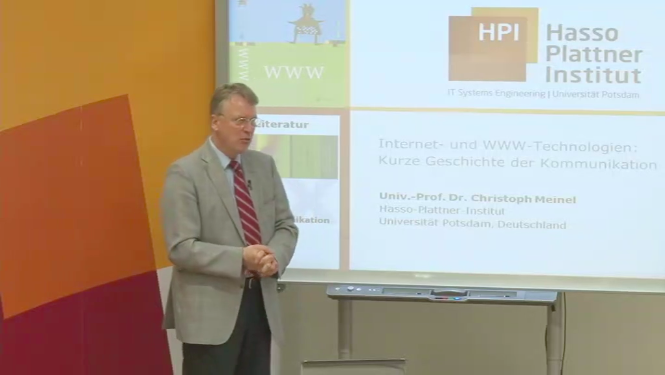 WWW
WWW
HPI
Hasso
Plattner
Institut
IT Systems Engineering | Universität Potsdam
Literatur
ikation
Internet- und WWW-Technologien:
Kurze Geschichte der Kommunikation
Univ.-Prof. Dr. Christoph Meinel
Hasso-Plattner-Institut
Universität Potsdam, Deutschland